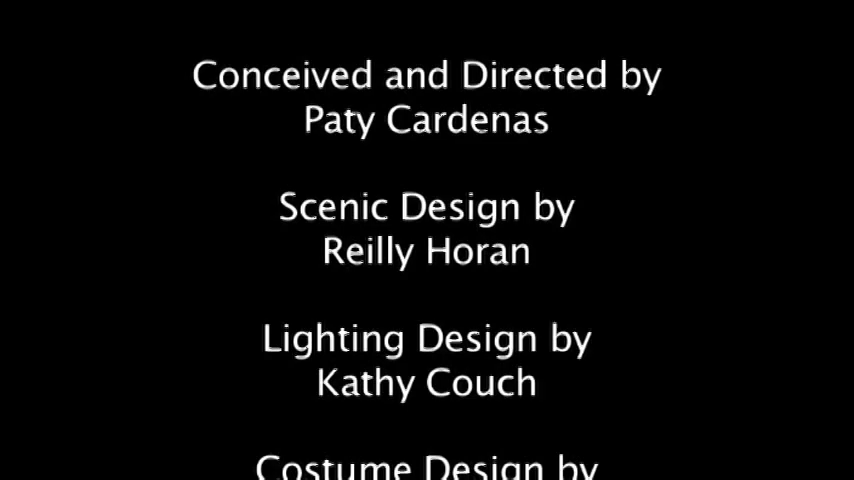 Conceived and Directed by
Paty Cardenas
Scenic Design by
Reilly Horan
Lighting Design by
Kathy Couch
Costume Design by